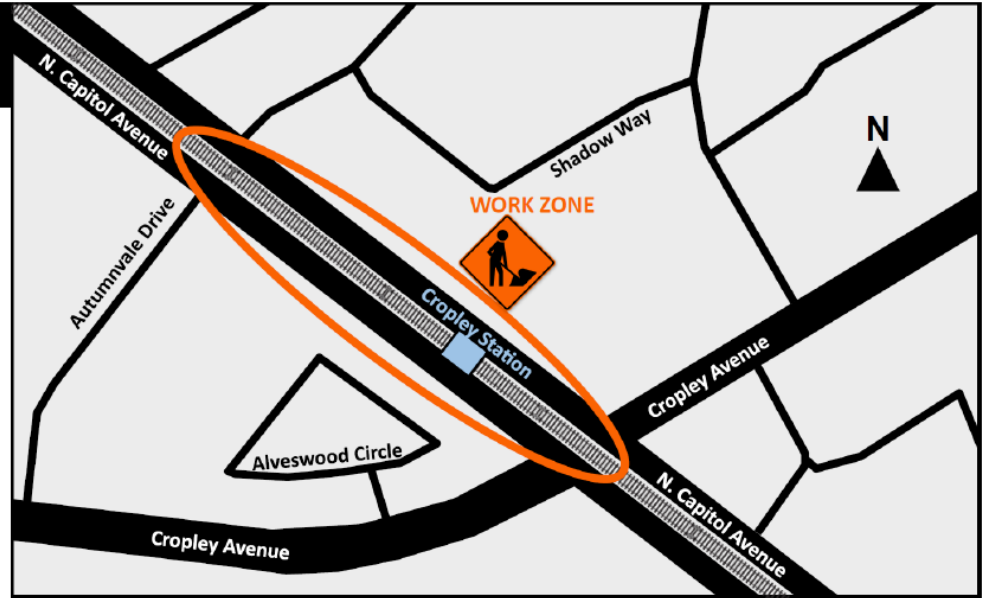 N. Capitol Avenue
N
Shadow Way
WORK ZONE
Autumnvale Drive
Cropley Station
Cropley Avenue
Alveswood Circle
N. Capitol Avenue
Cropley Avenue